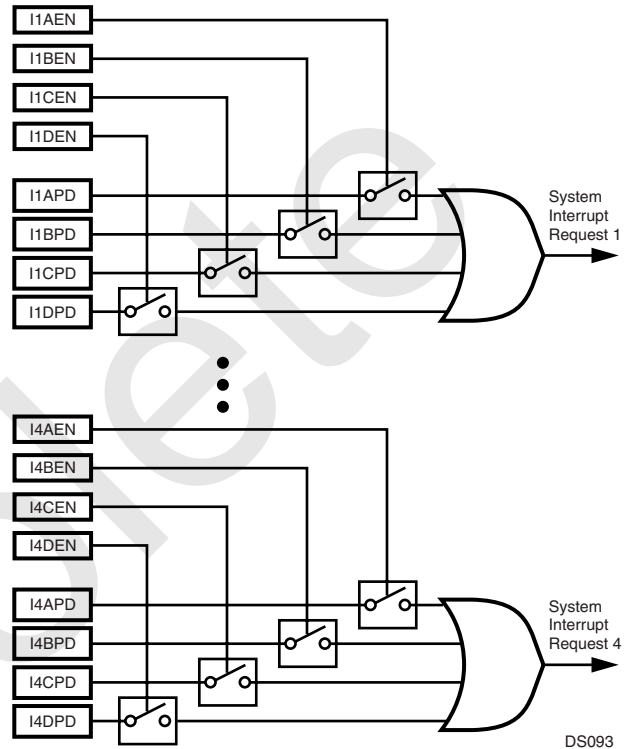 I1AEN
I1BEN
I1CEN
I1DEN
I1APD
I1BPD
I1CPD
I1DPD
System
Interrupt
Request 1
I4AEN
I4BEN
I4CEN
I4DEN
I4APD
I4BPD
I4CPD
I4DPD
System
Interrupt
Request 4
DS093
olete